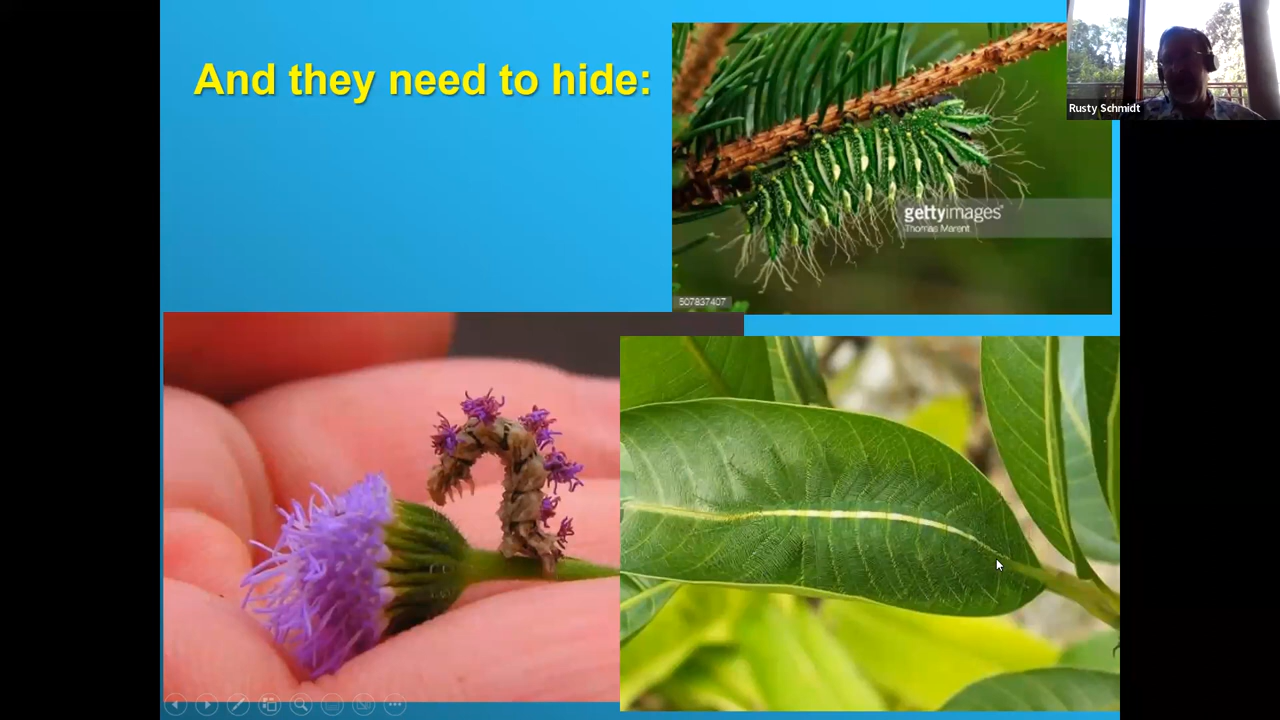 And they need to hide:
Rusty Schmidt
gettyimages®
Thomas Marent
507837407